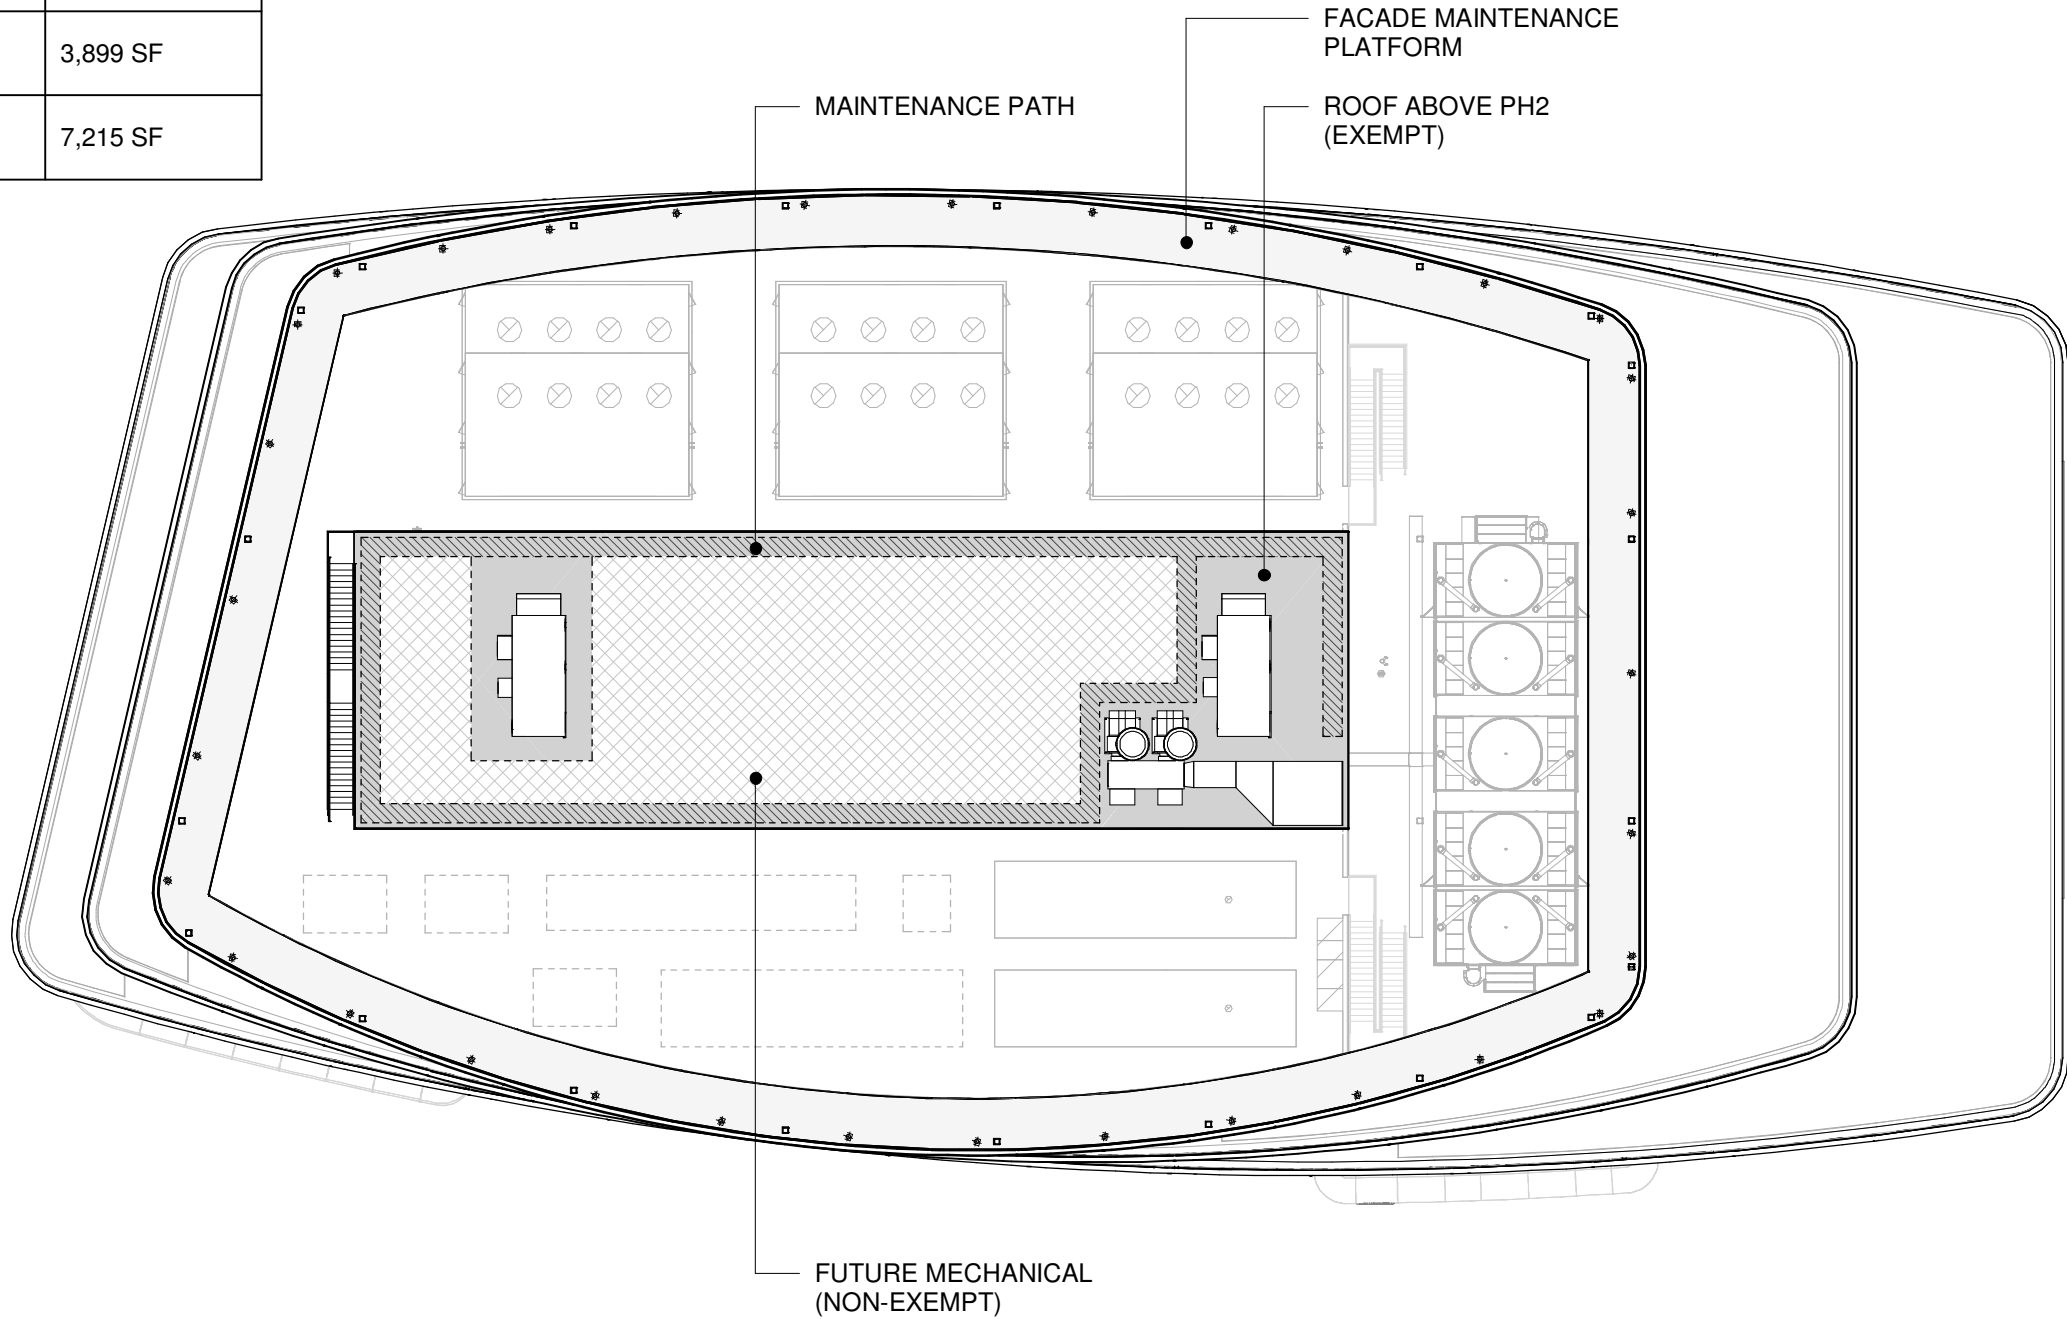 3,899 SF
7,215 SF
FACADE MAINTENANCE
PLATFORM
MAINTENANCE PATH
ROOF ABOVE PH2
(EXEMPT)
FUTURE MECHANICAL
(NON-EXEMPT)